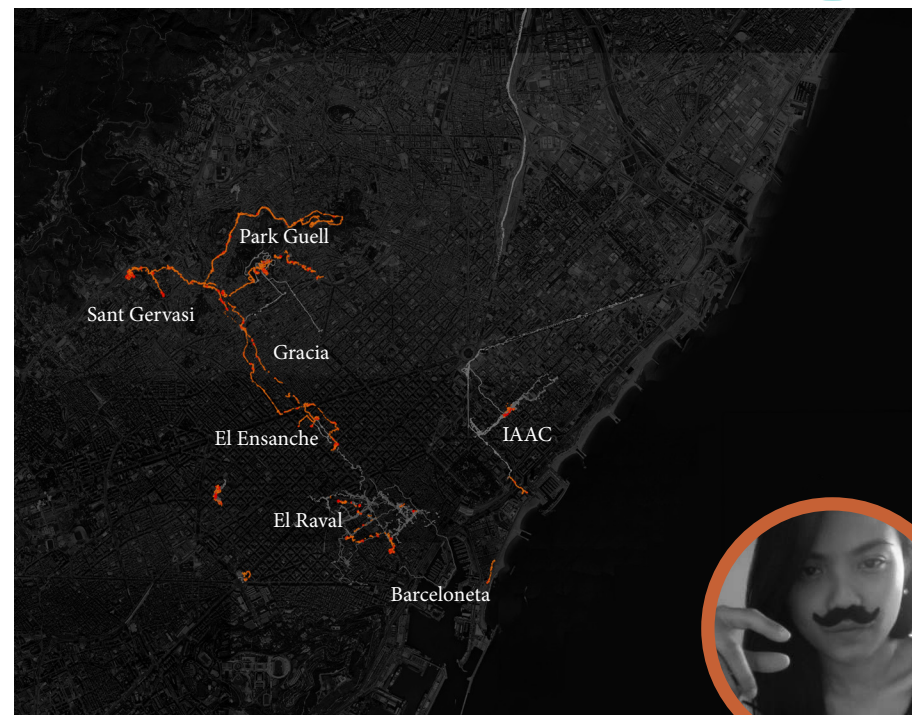 Park Guell
Sant Gervasi
Gracia
El Ensanche
IAAC
El Raval
Barceloneta